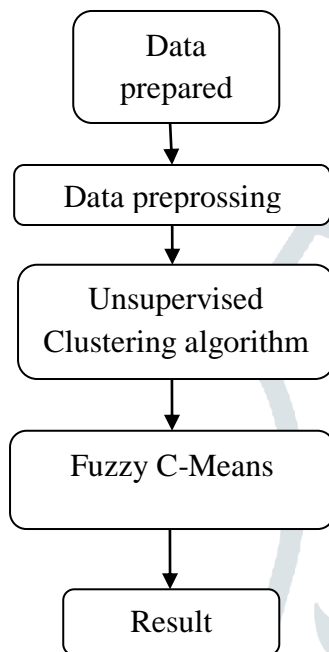 Data
prepared
Data preprossing
Unsupervised
Clustering algorithm
Fuzzy C-Means
Result